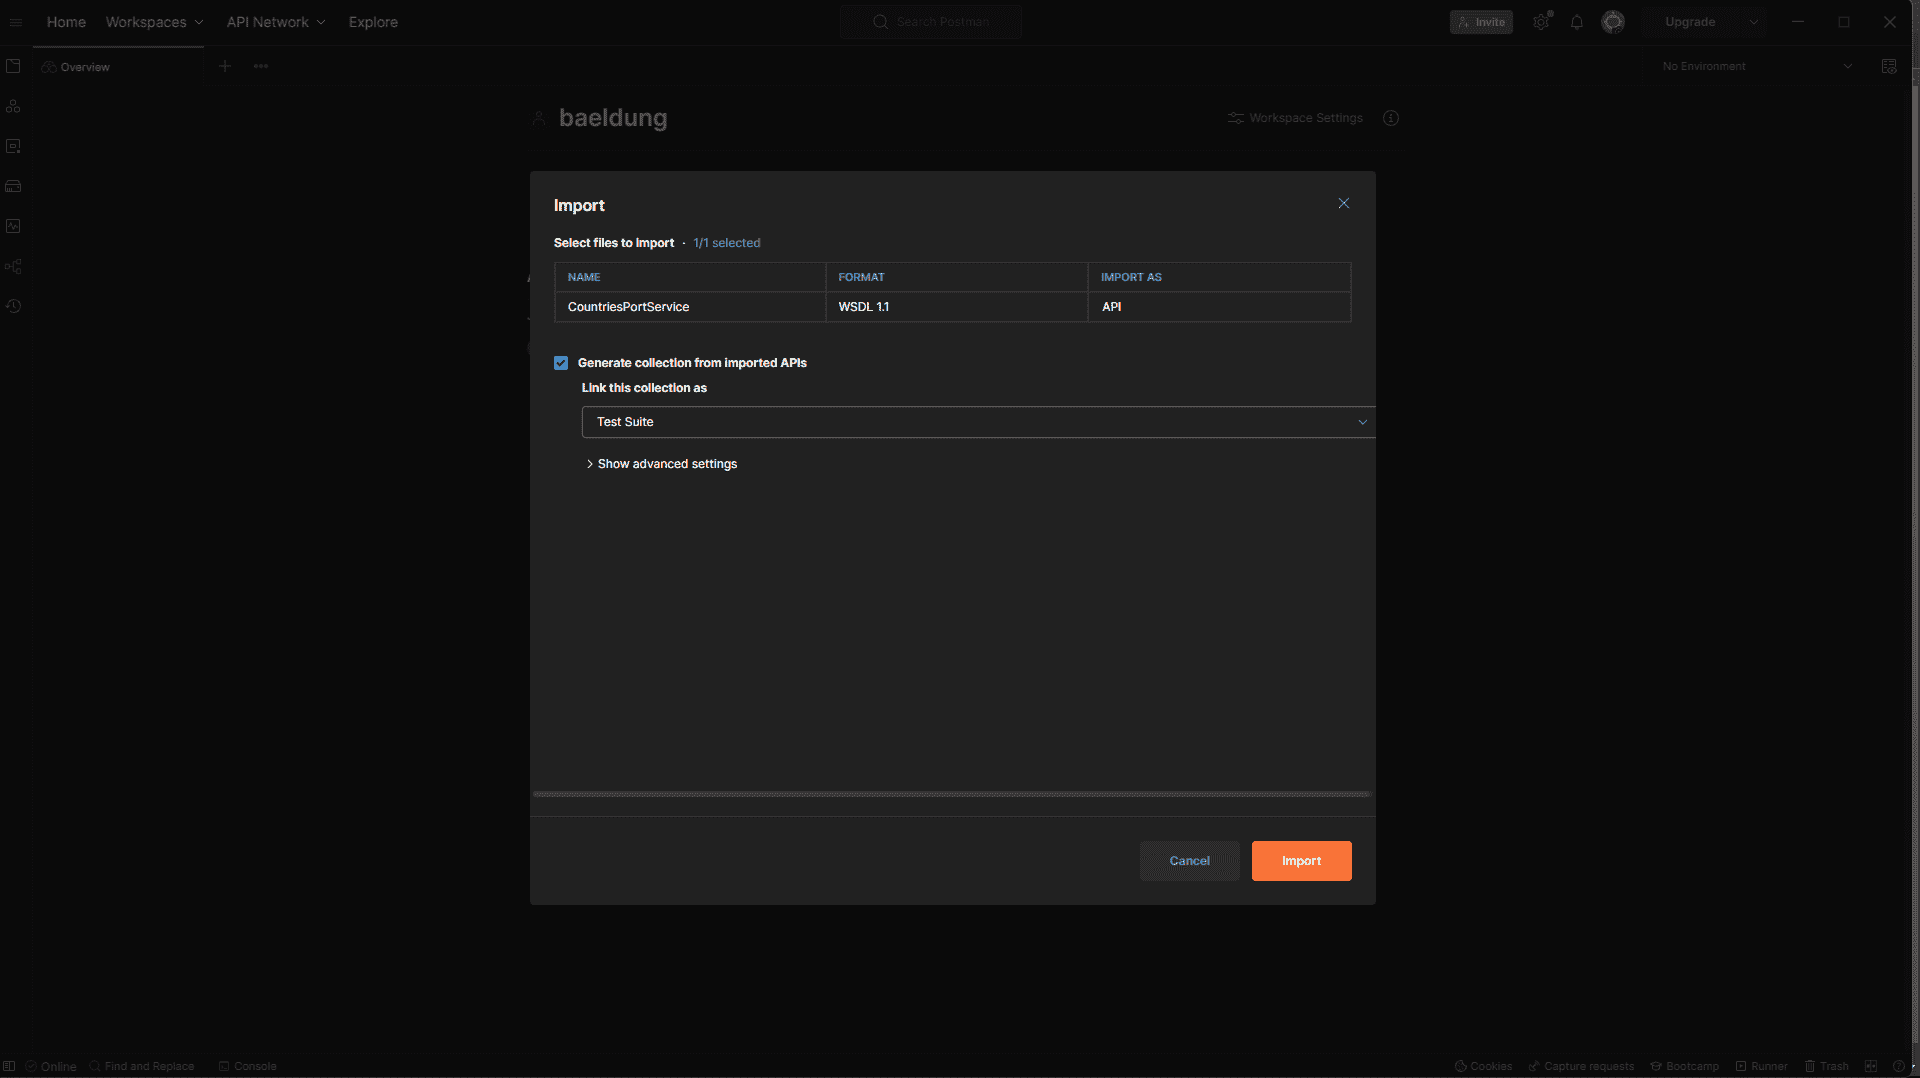 Home Workspaces API Network Explore Search Postman Invite Upgrade
Overview No Environment
baeldung Workspace Settings
Import
Select files to import · 1/1 selected
NAME FORMAT IMPORT AS
CountriesPortService WSDL 1.1 API
Generate collection from imported APIs
Link this collection as
Test Suite
Show advanced settings
Cancel Import
Online Find and Replace Console Cookies Capture requests Bootcamp Runner Trash